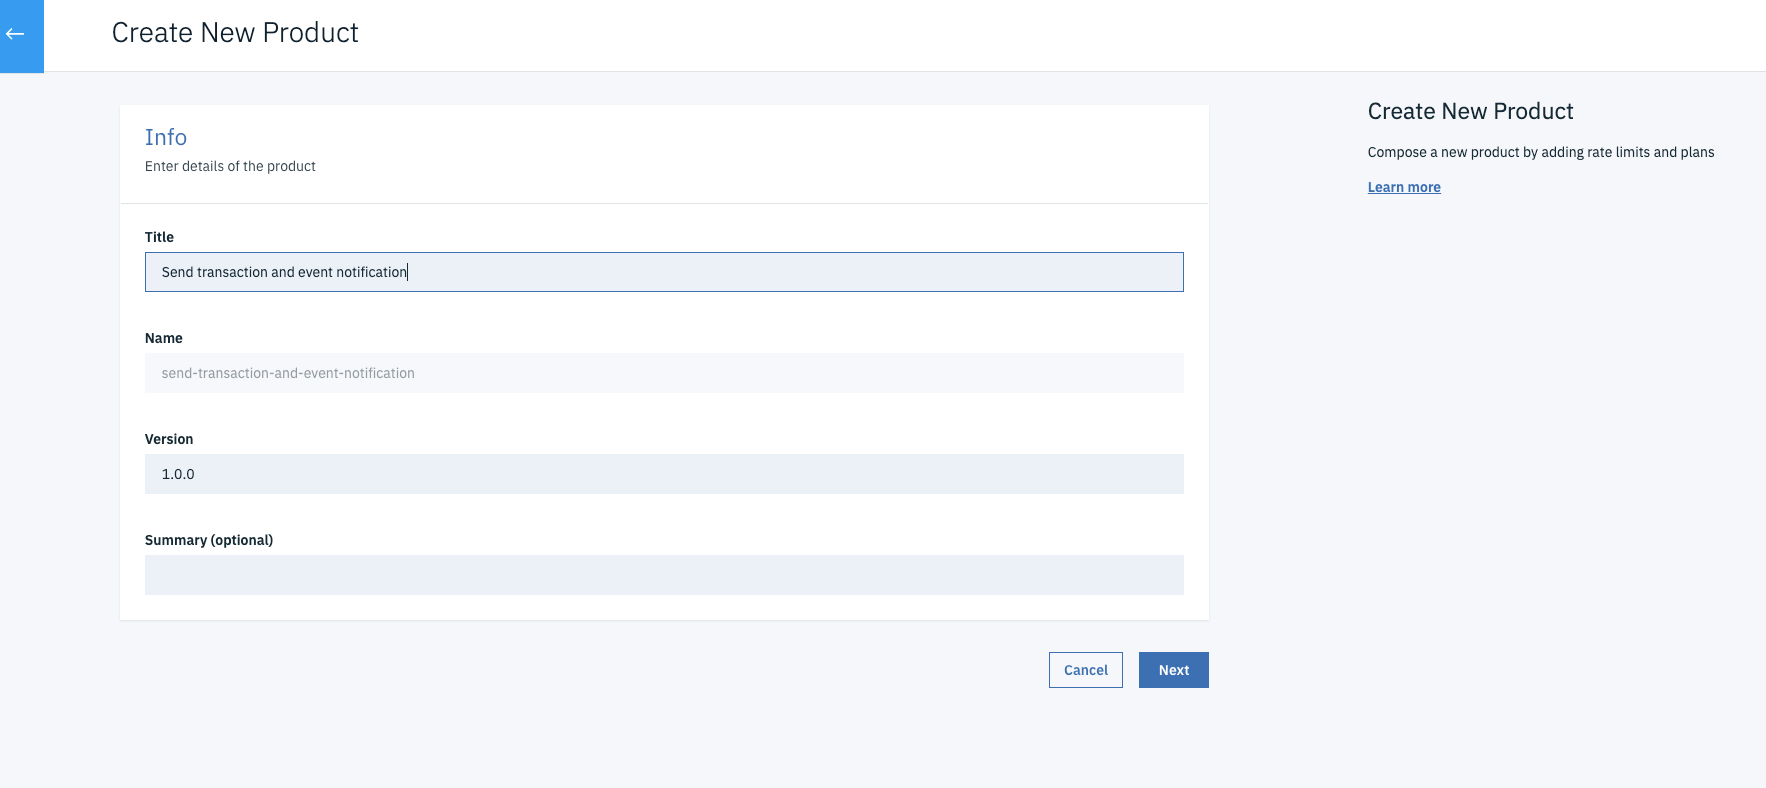 Create New Product
Info
Enter details of the product
Title
Send transaction and event notification
Name
send-transaction-and-event-notification
Version
1.0.0
Summary (optional)
Cancel
Next
Create New Product
Compose a new product by adding rate limits and plans
Learn more